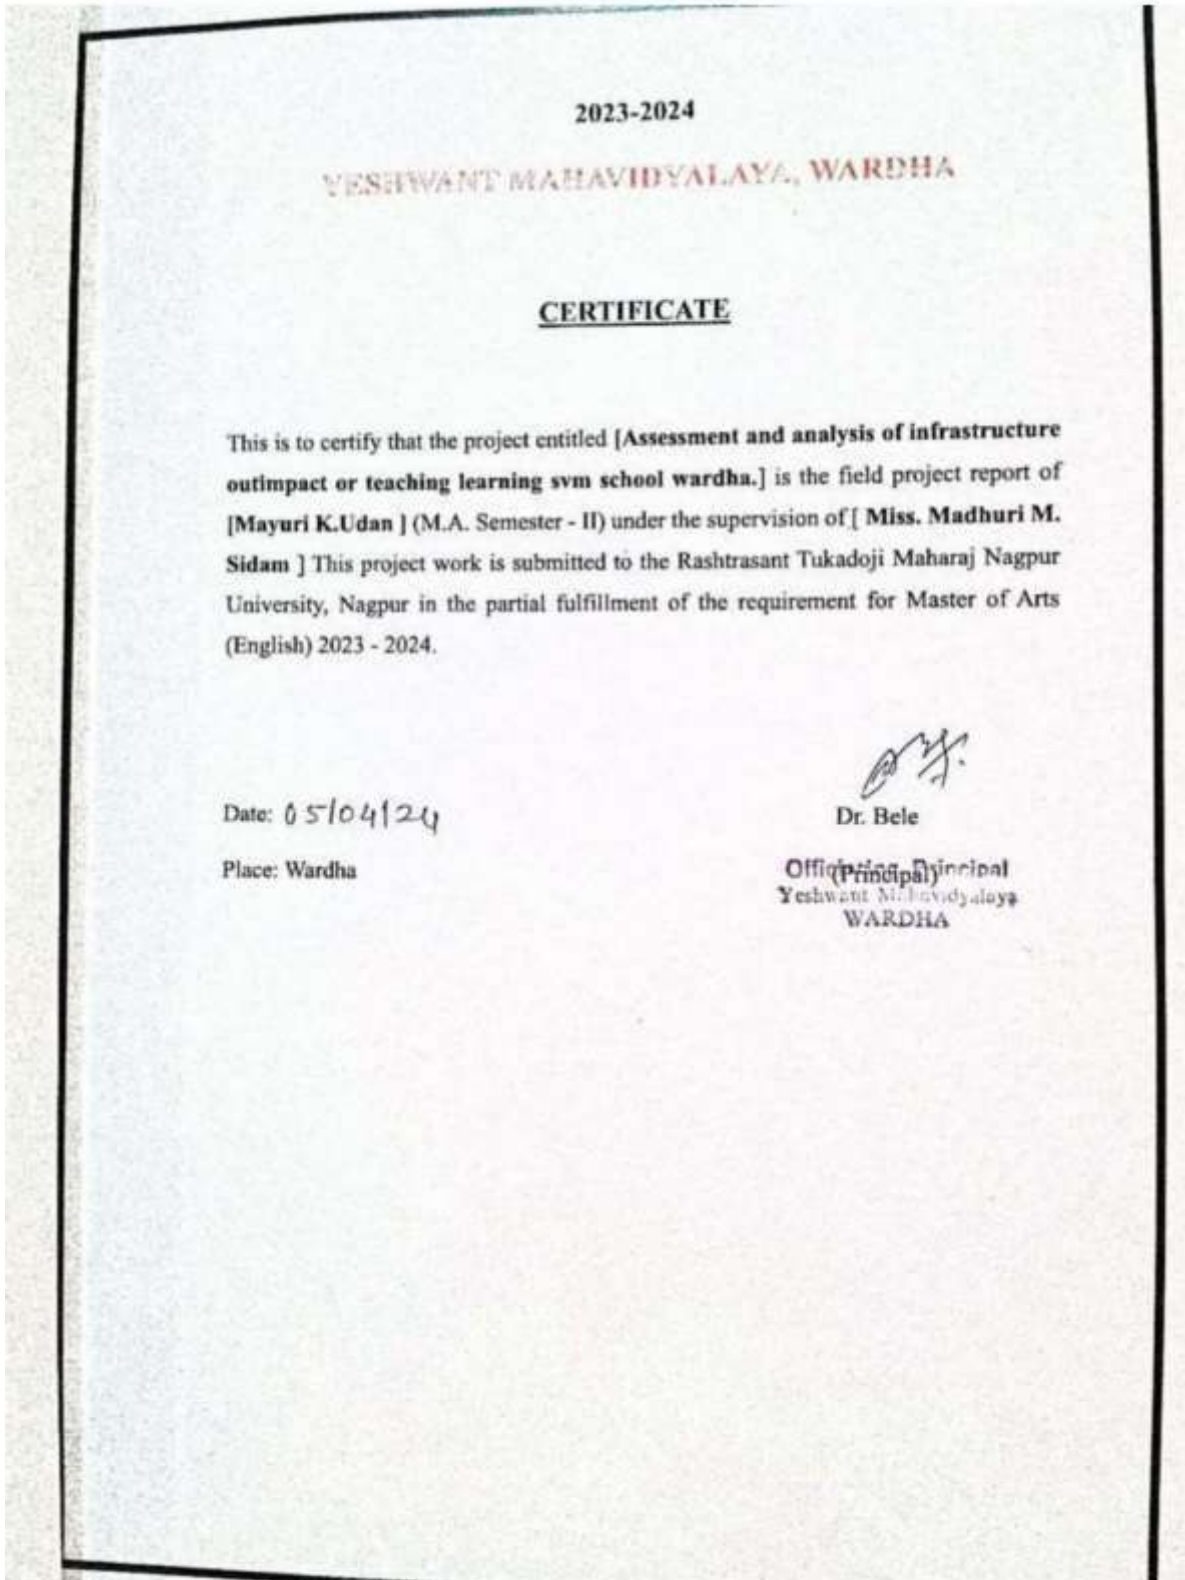 2023-2024
YESHWANT MAHAVIDYALAYA, WARDHA
CERTIFICATE
This is to certify that the project entitled [Assessment and analysis of infrastructure
outimpact or teaching learning svm school wardha.] is the field project report of
[Mayuri K.Udan ] (M.A. Semester - II) under the supervision of [ Miss. Madhuri M.
Sidam ] This project work is submitted to the Rashtrasant Tukadoji Maharaj Nagpur
University, Nagpur in the partial fulfillment of the requirement for Master of Arts
(English) 2023 - 2024.
Date: 05/04/24
Dr. Bele
Place: Wardha
Officiating Principal
(Principal)
Yeshwant Mahavidyalaya
WARDHA